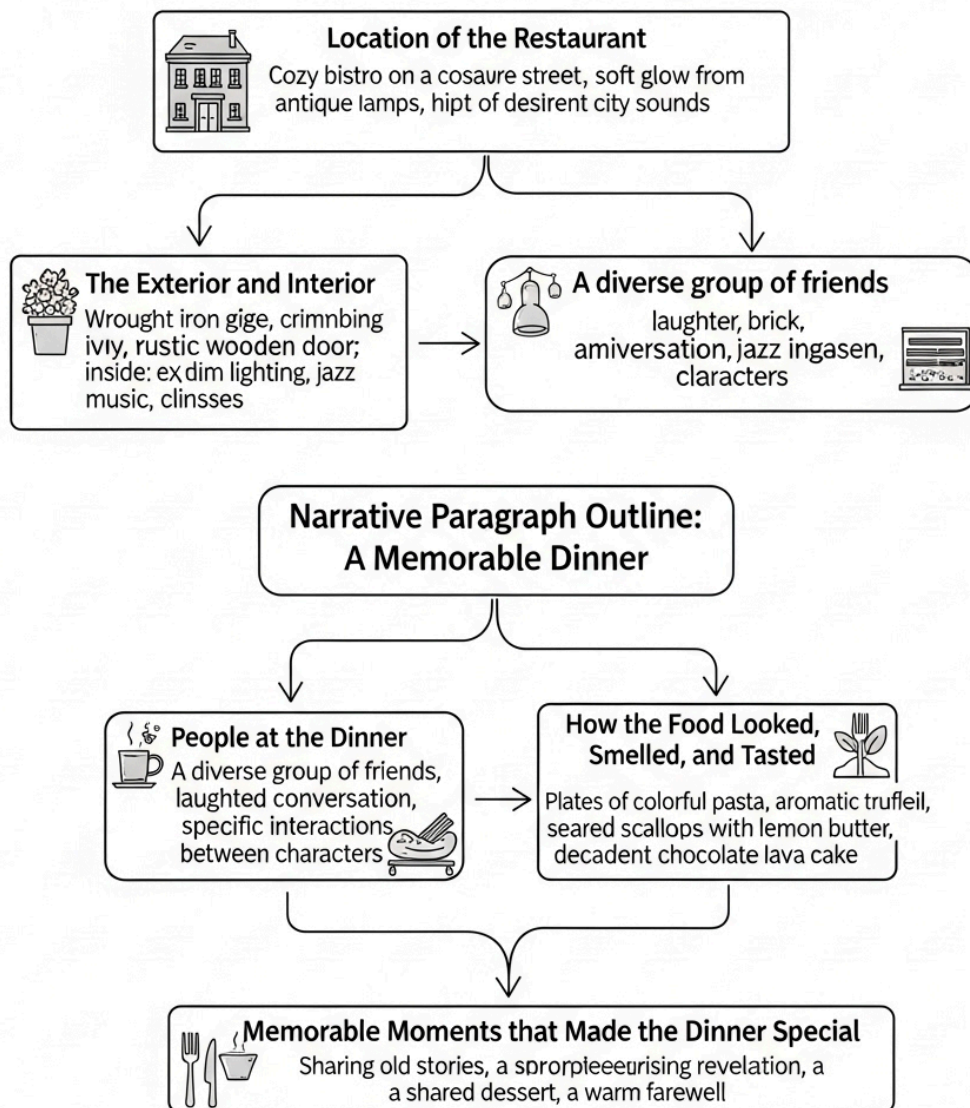 Location of the Restaurant
Cozy bistro on a cosaure street, soft glow from
antique lamps, hipt of desirent city sounds
The Exterior and Interior
Wrought iron gige, crimnbing
ivy, rustic wooden door;
inside: ex dim lighting, jazz
music, clinsses
A diverse group of friends
laughter, brick,
amiversation, jazz ingasen,
claracters
Narrative Paragraph Outline:
A Memorable Dinner
People at the Dinner
A diverse group of friends,
laughted conversation,
specific interactions
between characters
How the Food Looked,
Smelled, and Tasted
Plates of colorful pasta, aromatic
seared scallops with lemon butter,
decadent chocolate lava cake
Memorable Moments that Made the Dinner Special
Sharing old stories, a revelation, a
a shared dessert, a warm farewell